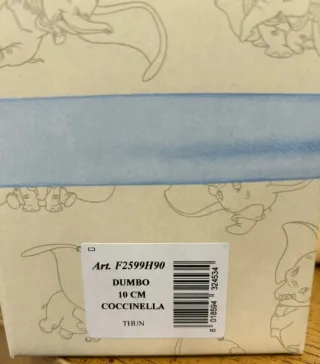 Art. F2599H90
DUMBO
10 CM
COCCINELLA
THUN
8 018594 324534